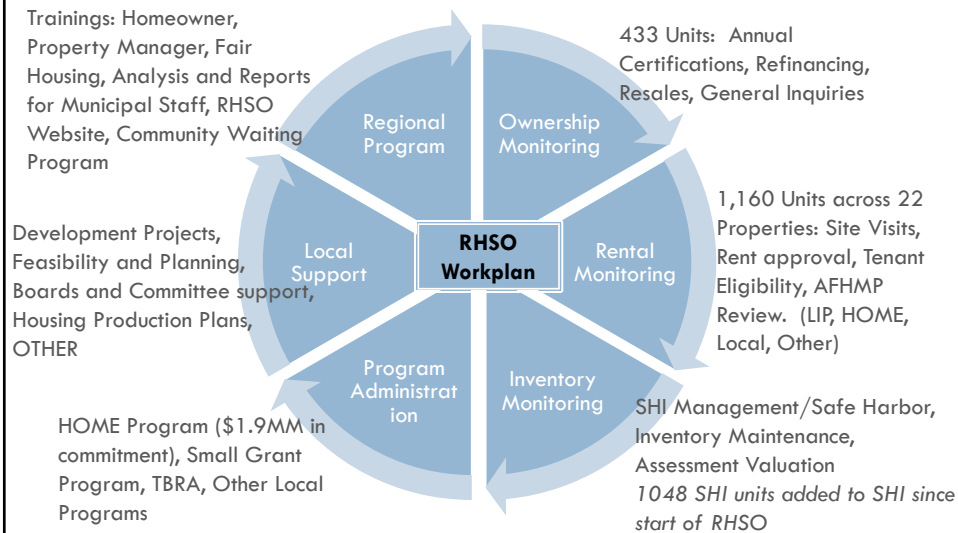 Trainings: Homeowner,
Property Manager, Fair
Housing, Analysis and Reports
for Municipal Staff, RHSO
Website, Community Waiting
Program
433 Units:  Annual
Certifications, Refinancing,
Resales, General Inquiries
Regional
Program
Ownership
Monitoring
1,160 Units across 22
Properties: Site Visits,
Rent approval, Tenant
Eligibility, AFHMP
Review.  (LIP, HOME,
Local, Other)
Development Projects,
Feasibility and Planning,
Boards and Committee support,
Housing Production Plans,
OTHER
Local
Support
RHSO
Workplan
Rental
Monitoring
Program
Administrat
ion
Inventory
Monitoring
HOME Program ($1.9MM in
commitment), Small Grant
Program, TBRA, Other Local
Programs
SHI Management/Safe Harbor,
Inventory Maintenance,
Assessment Valuation
1048 SHI units added to SHI since
start of RHSO